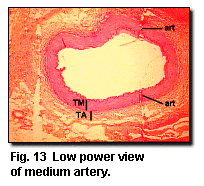 art
art
TM
TA
Fig. 13 Low power view
of medium artery.